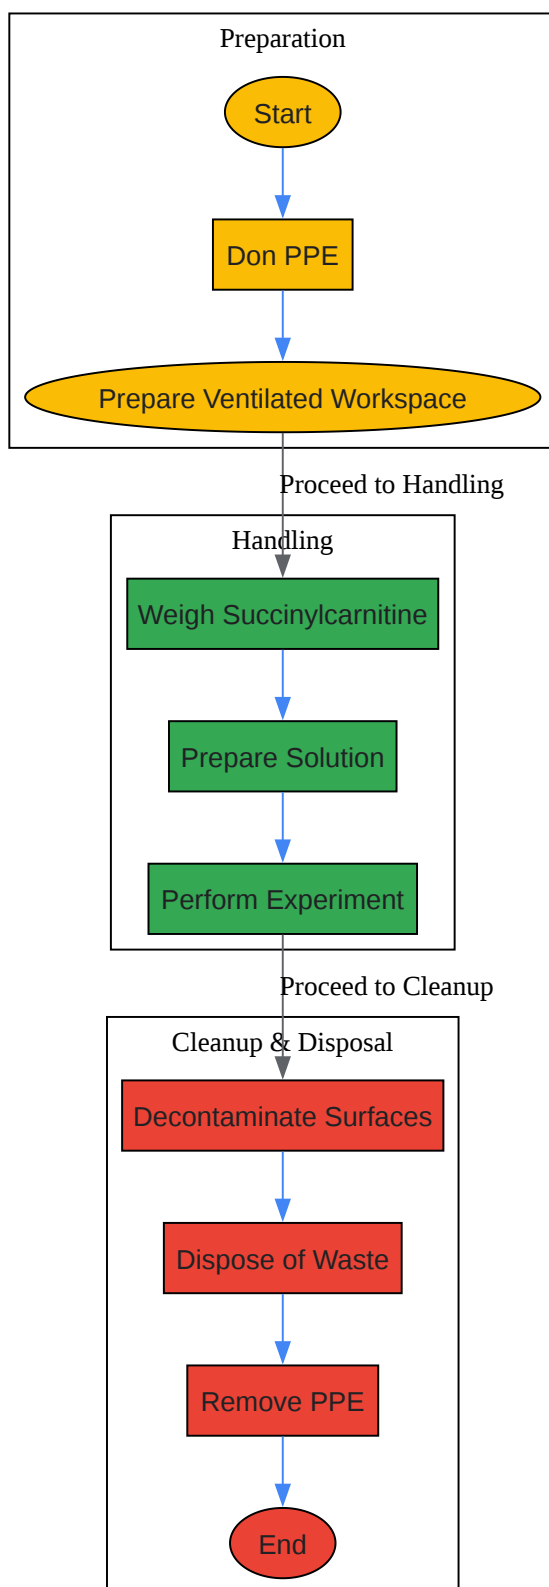 Preparation
Start
Don PPE
Prepare Ventilated Workspace
Proceed to Handling
Handling
Weigh Succinylcarnitine
Prepare Solution
Perform Experiment
Proceed to Cleanup
Cleanup & Disposal
Decontaminate Surfaces
Dispose of Waste
Remove PPE
End